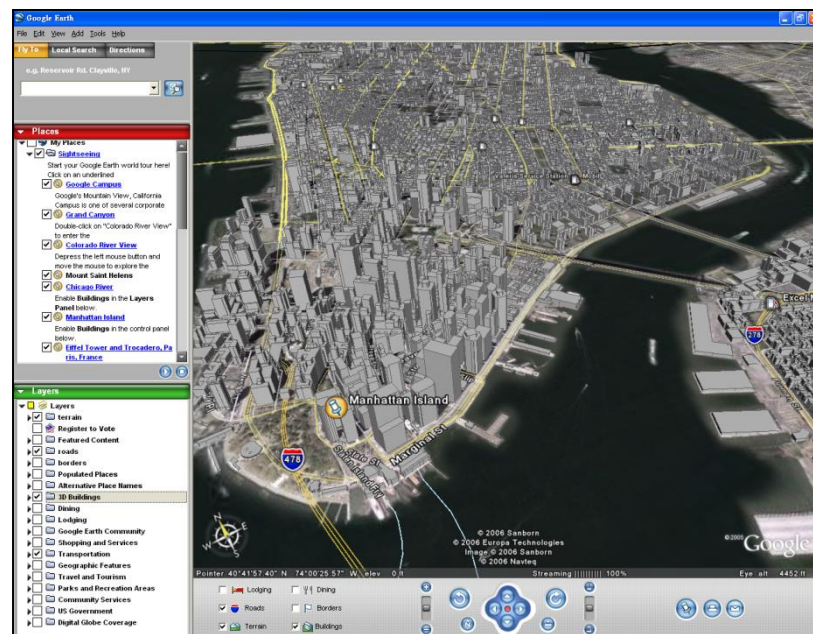 Google Earth
File Edit View Add Tools Help
Fly To Local Search Directions
e.g. Reservoir Rd, Clayville, NY
Places
My Places
Sightseeing
Start your Google Earth world tour here!
Click on an underlined
Google Campus
Google's Mountain View, California
Campus is one of several corporate
Grand Canyon
Double-click on "Colorado River View"
to enter the
Colorado River View
Depress the left mouse button and
move the mouse to explore the
Mount Saint Helens
Chicago River
Enable Buildings in the Layers
Panel below.
Manhattan Island
Enable Buildings in the control panel
below.
Eiffel Tower and Trocadero, Pa
ris, France
Layers
Layers
terrain
Register to Vote
Featured Content
roads
borders
Populated Places
Alternative Place Names
3D Buildings
Dining
Lodging
Google Earth Community
Shopping and Services
Transportation
Geographic Features
Travel and Tourism
Parks and Recreation Areas
Community Services
US Government
Digital Globe Coverage
Valero Service Station
Mobil
Excel M
278
Manhattan Island
Marginal St
State St
Staten Island Fly
478
N
W E
S
© 2006 Sanborn
© 2006 Europa Technologies
Image © 2006 Sanborn
© 2006 Navteq
©2005 Google
Pointer 40°41'57.40" N 74°00'25.57" W elev 0 ft Streaming |||||||||| 100% Eye alt 4452 ft
Lodging Dining
Roads Borders
Terrain Buildings
N